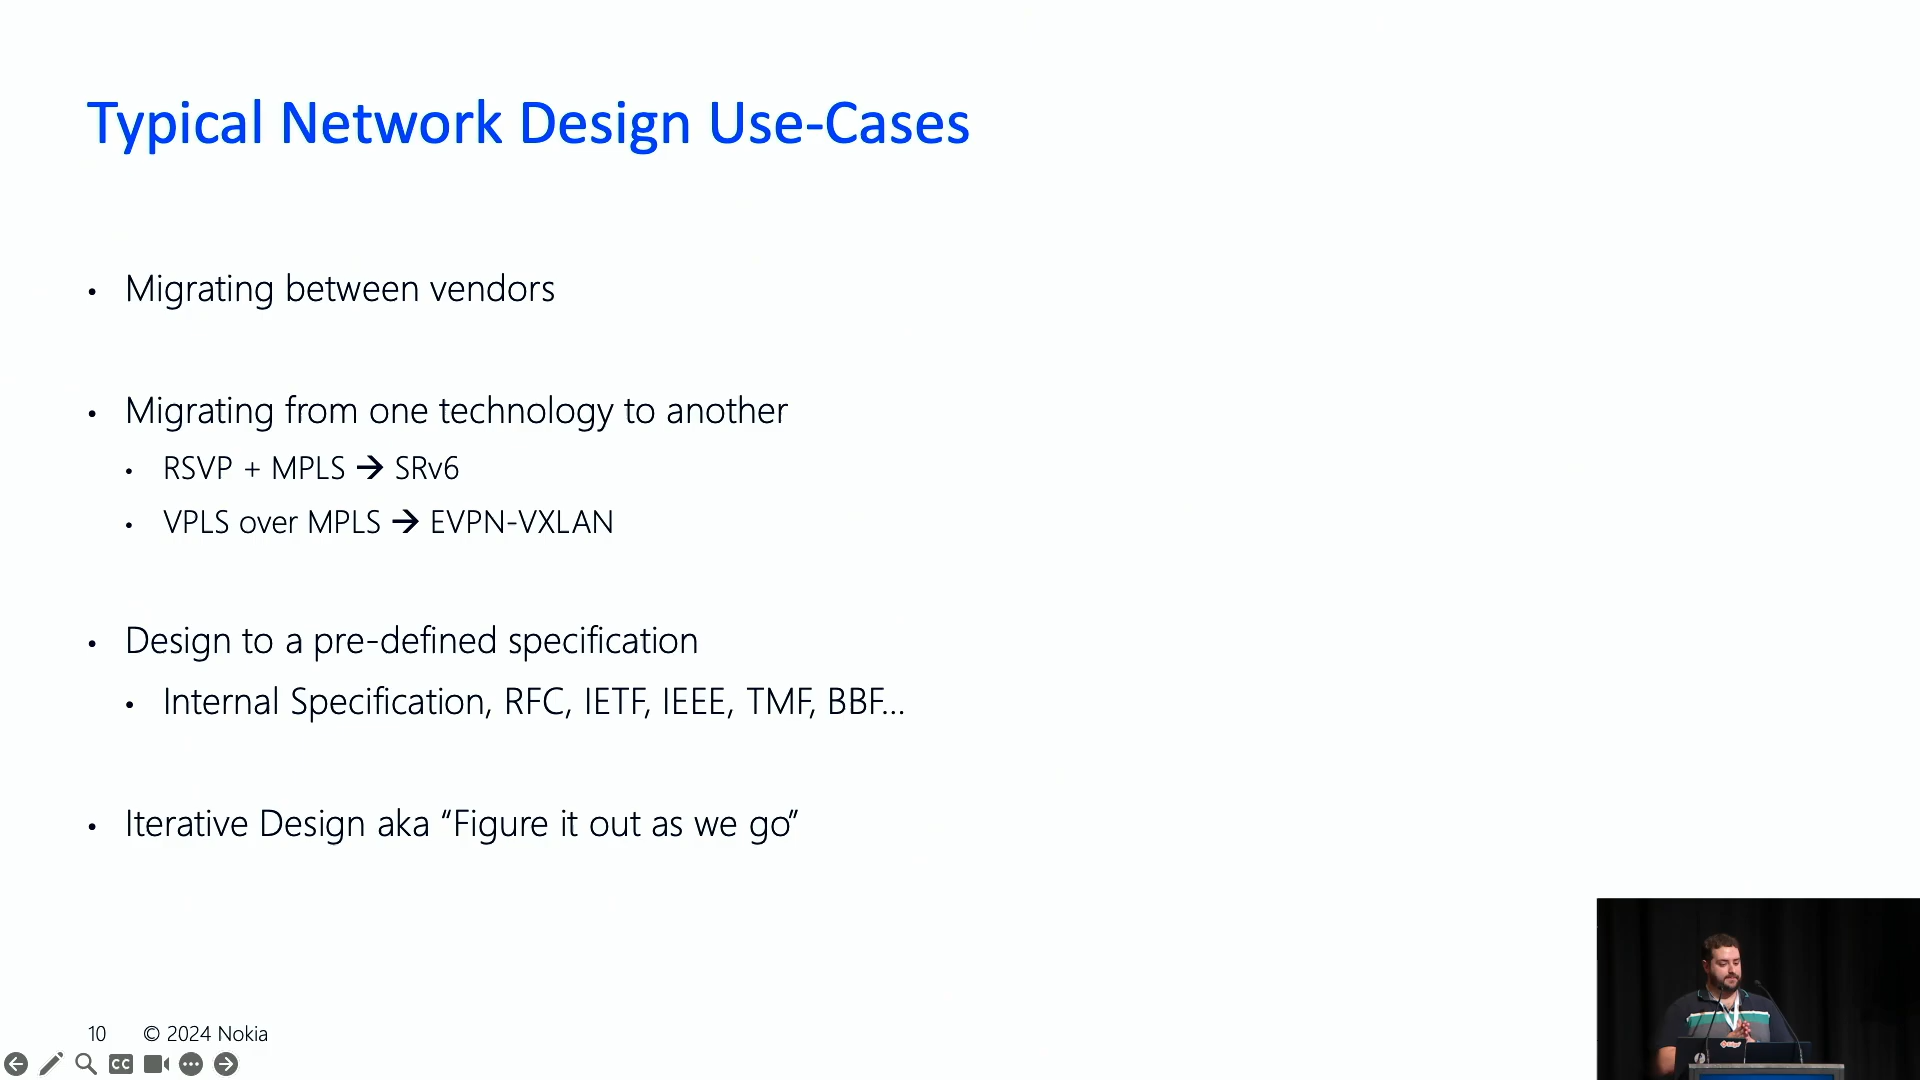 Typical Network Design Use-Cases
• Migrating between vendors
• Migrating from one technology to another
• RSVP + MPLS → SRv6
• VPLS over MPLS → EVPN-VXLAN
• Design to a pre-defined specification
• Internal Specification, RFC, IETF, IEEE, TMF, BBF...
• Iterative Design aka “Figure it out as we go”
10 © 2024 Nokia
CC